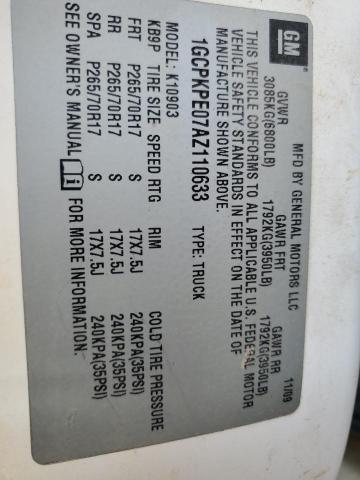 GM
MFD BY GENERAL MOTORS LLC 11/09
GVWR GAWR FRT GAWR RR
3085KG(6800LB) 1792KG(3950LB) 1792KG(3950LB)
THIS VEHICLE CONFORMS TO ALL APPLICABLE U.S. FEDERAL MOTOR
VEHICLE SAFETY STANDARDS IN EFFECT ON THE DATE OF
MANUFACTURE SHOWN ABOVE.
1GCPKPE07AZ110633 TYPE: TRUCK
MODEL: K10903
KB9P TIRE SIZE SPEED RTG RIM COLD TIRE PRESSURE
FRT P265/70R17 S 17X7.5J 240KPA(35PSI)
RR P265/70R17 S 17X7.5J 240KPA(35PSI)
SPA P265/70R17 S 17X7.5J 240KPA(35PSI)
SEE OWNER'S MANUAL i FOR MORE INFORMATION.